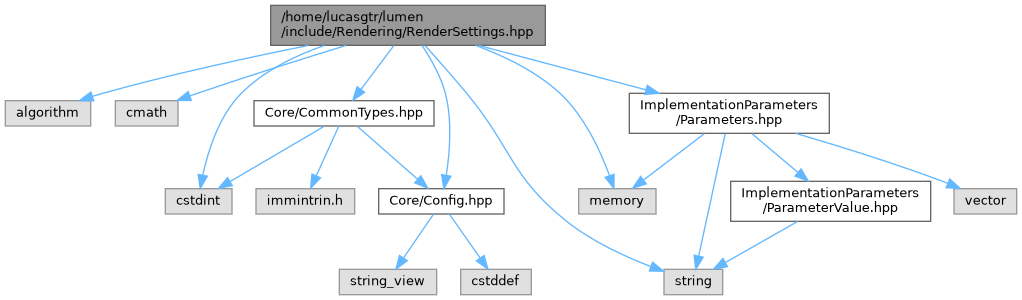 /home/lucasgtr/lumen
/include/Rendering/RenderSettings.hpp
algorithm
cmath
Core/CommonTypes.hpp
ImplementationParameters
/Parameters.hpp
cstdint
immintrin.h
Core/Config.hpp
memory
ImplementationParameters
/ParameterValue.hpp
vector
string_view
cstddef
string